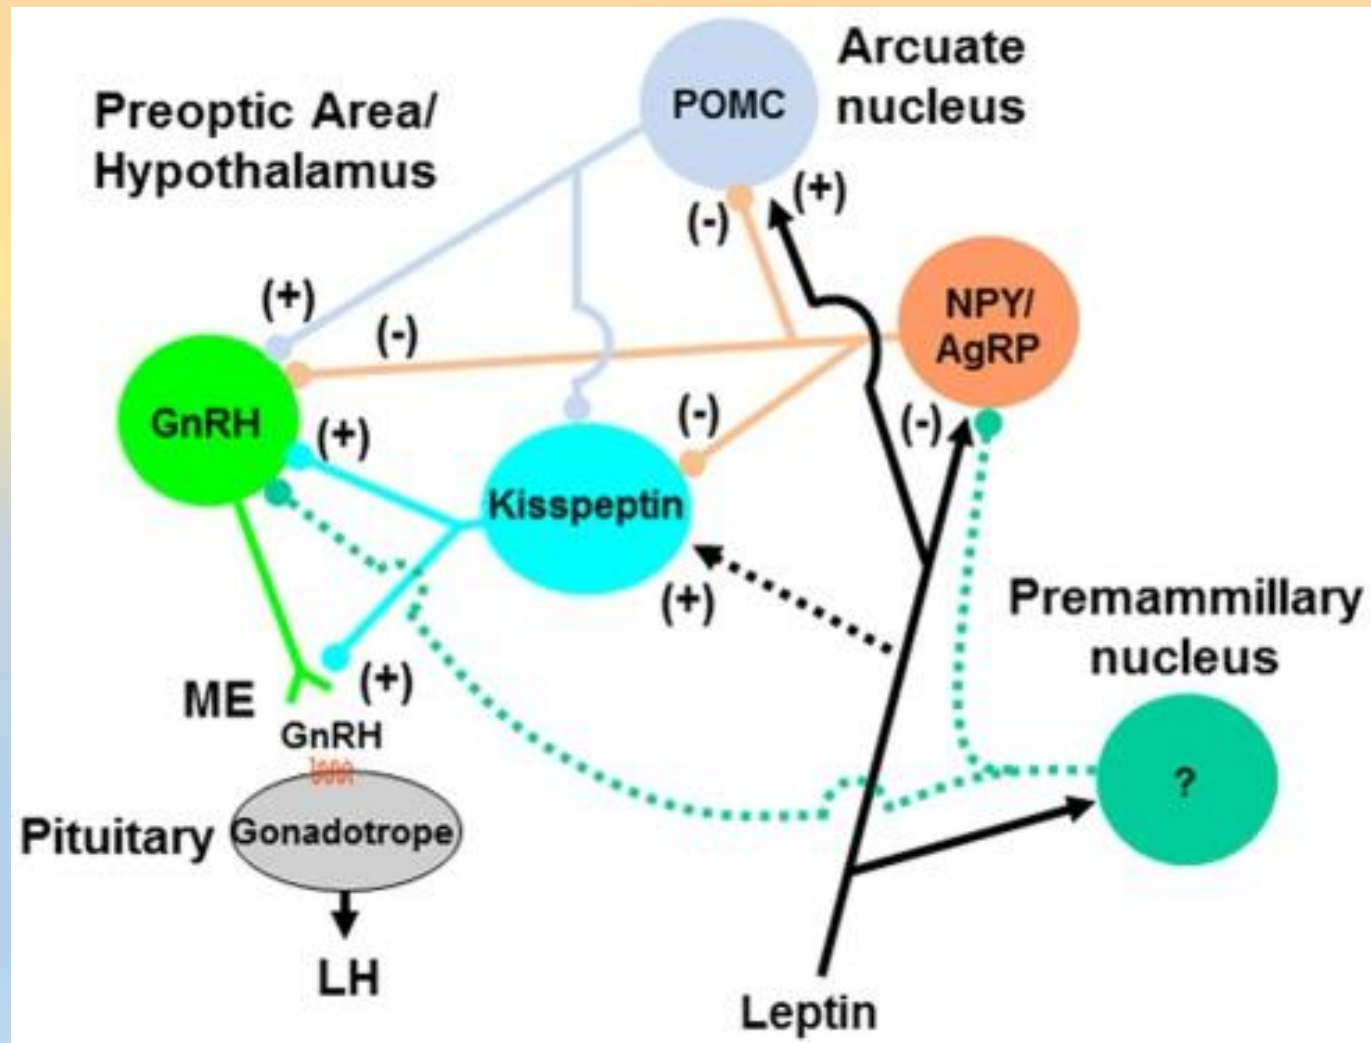 Arcuate
nucleus
POMC
Preoptic Area/
Hypothalamus
(+)
(-)
NPY/
AgRP
(+)
(-)
GnRH
(+)
(-)
(-)
Kisspeptin
(+)
Premammillary
nucleus
ME
(+)
GnRH
?
Pituitary
Gonadotrope
LH
Leptin